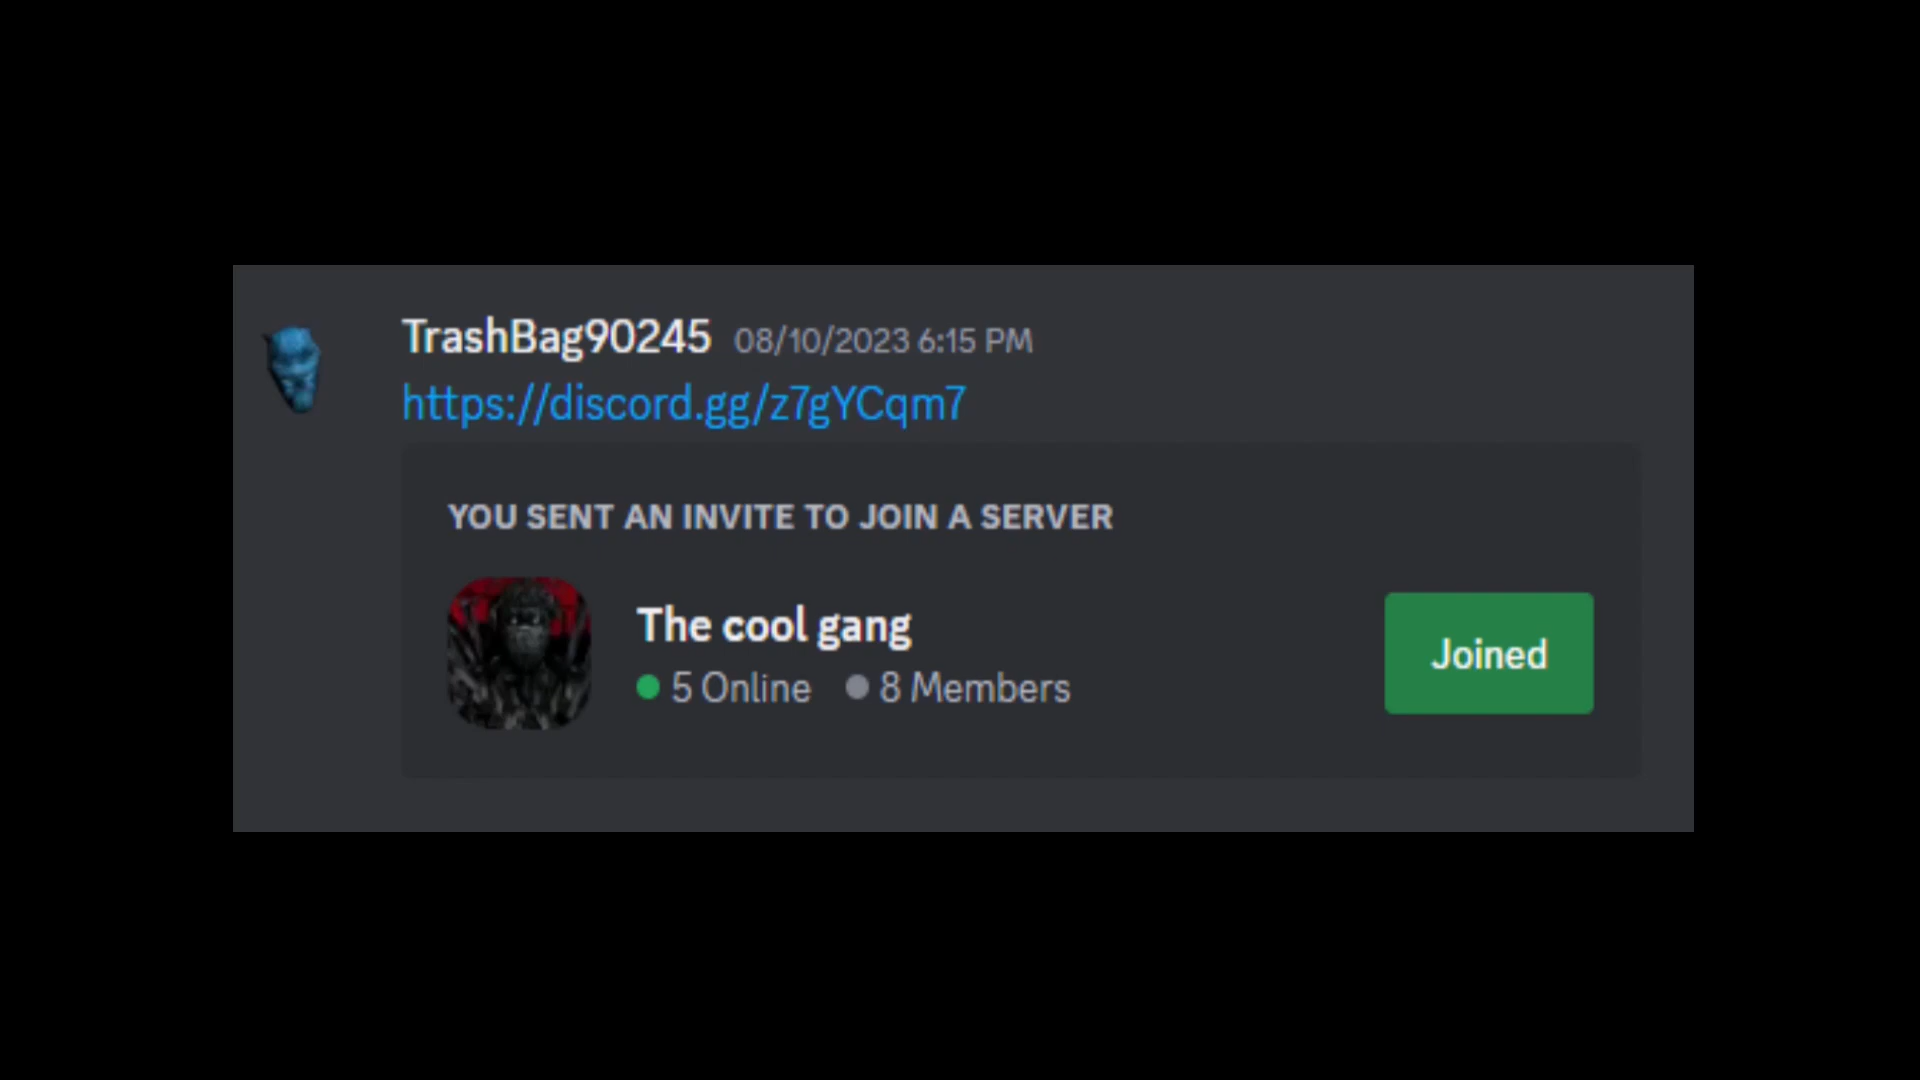 TrashBag90245 08/10/2023 6:15 PM
https://discord.gg/z7gYCqm7
YOU SENT AN INVITE TO JOIN A SERVER
The cool gang
5 Online 8 Members
Joined